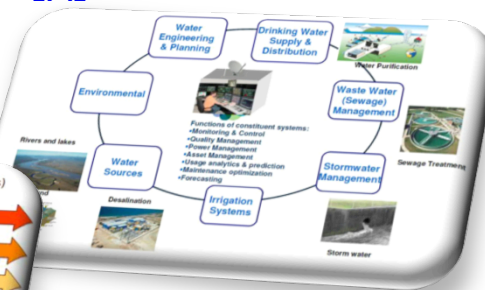 Water
Engineering
& Planning
Drinking Water
Supply &
Distribution
Water Purification
Environmental
Waste Water
(Sewage)
Management
Functions of constituent systems:
•Monitoring & Control
•Quality Management
•Power Management
•Asset Management
•Usage analytics & prediction
•Maintenance optimization
•Forecasting
Sewage Treatment
Rivers and lakes
Water
Sources
Stormwater
Management
Desalination
Irrigation
Systems
Storm water